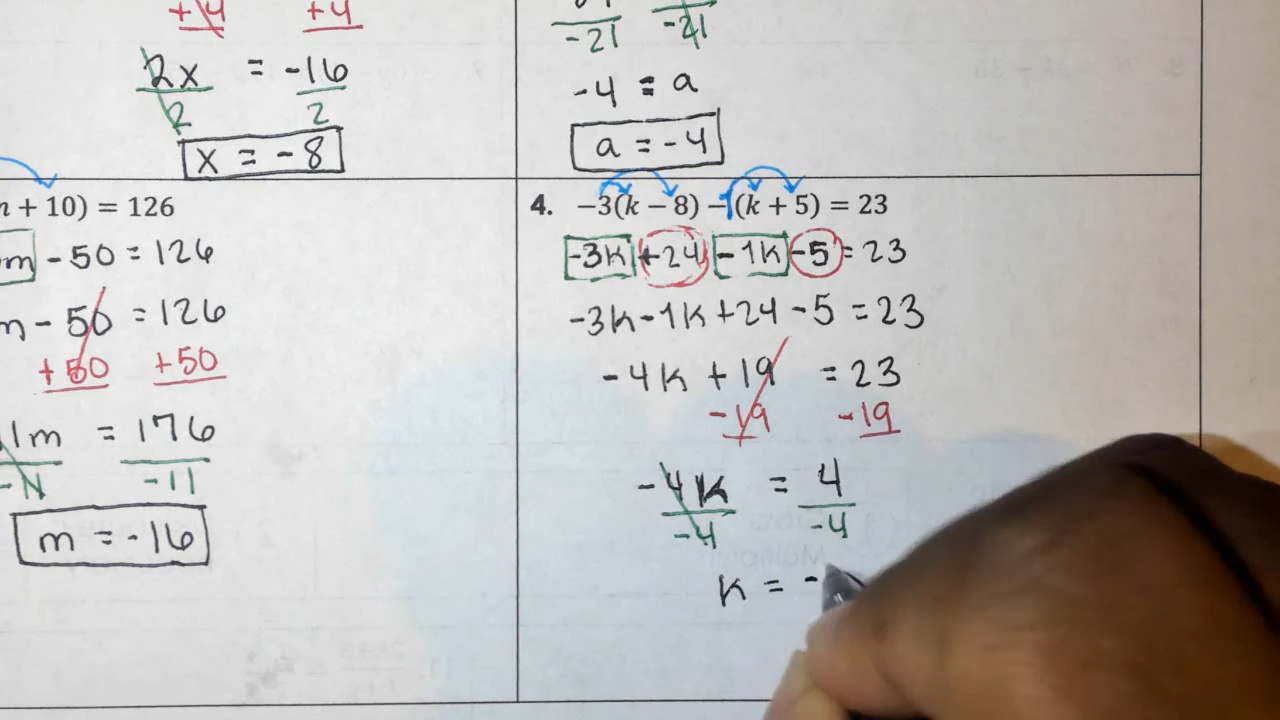 +4 +4
2x = -16
2 2
x = -8
-21 -21
-4 = a
a = -4
n + 10) = 126
m - 50 = 126
m - 50 = 126
+50 +50
1m = 176
-11 -11
m = -16
4. −3(k − 8) −1(k + 5) = 23
-3k +24 -1k -5 = 23
-3k -1k +24 -5 = 23
-4k + 19 = 23
-19 -19
-4k = 4
-4 -4
k = -